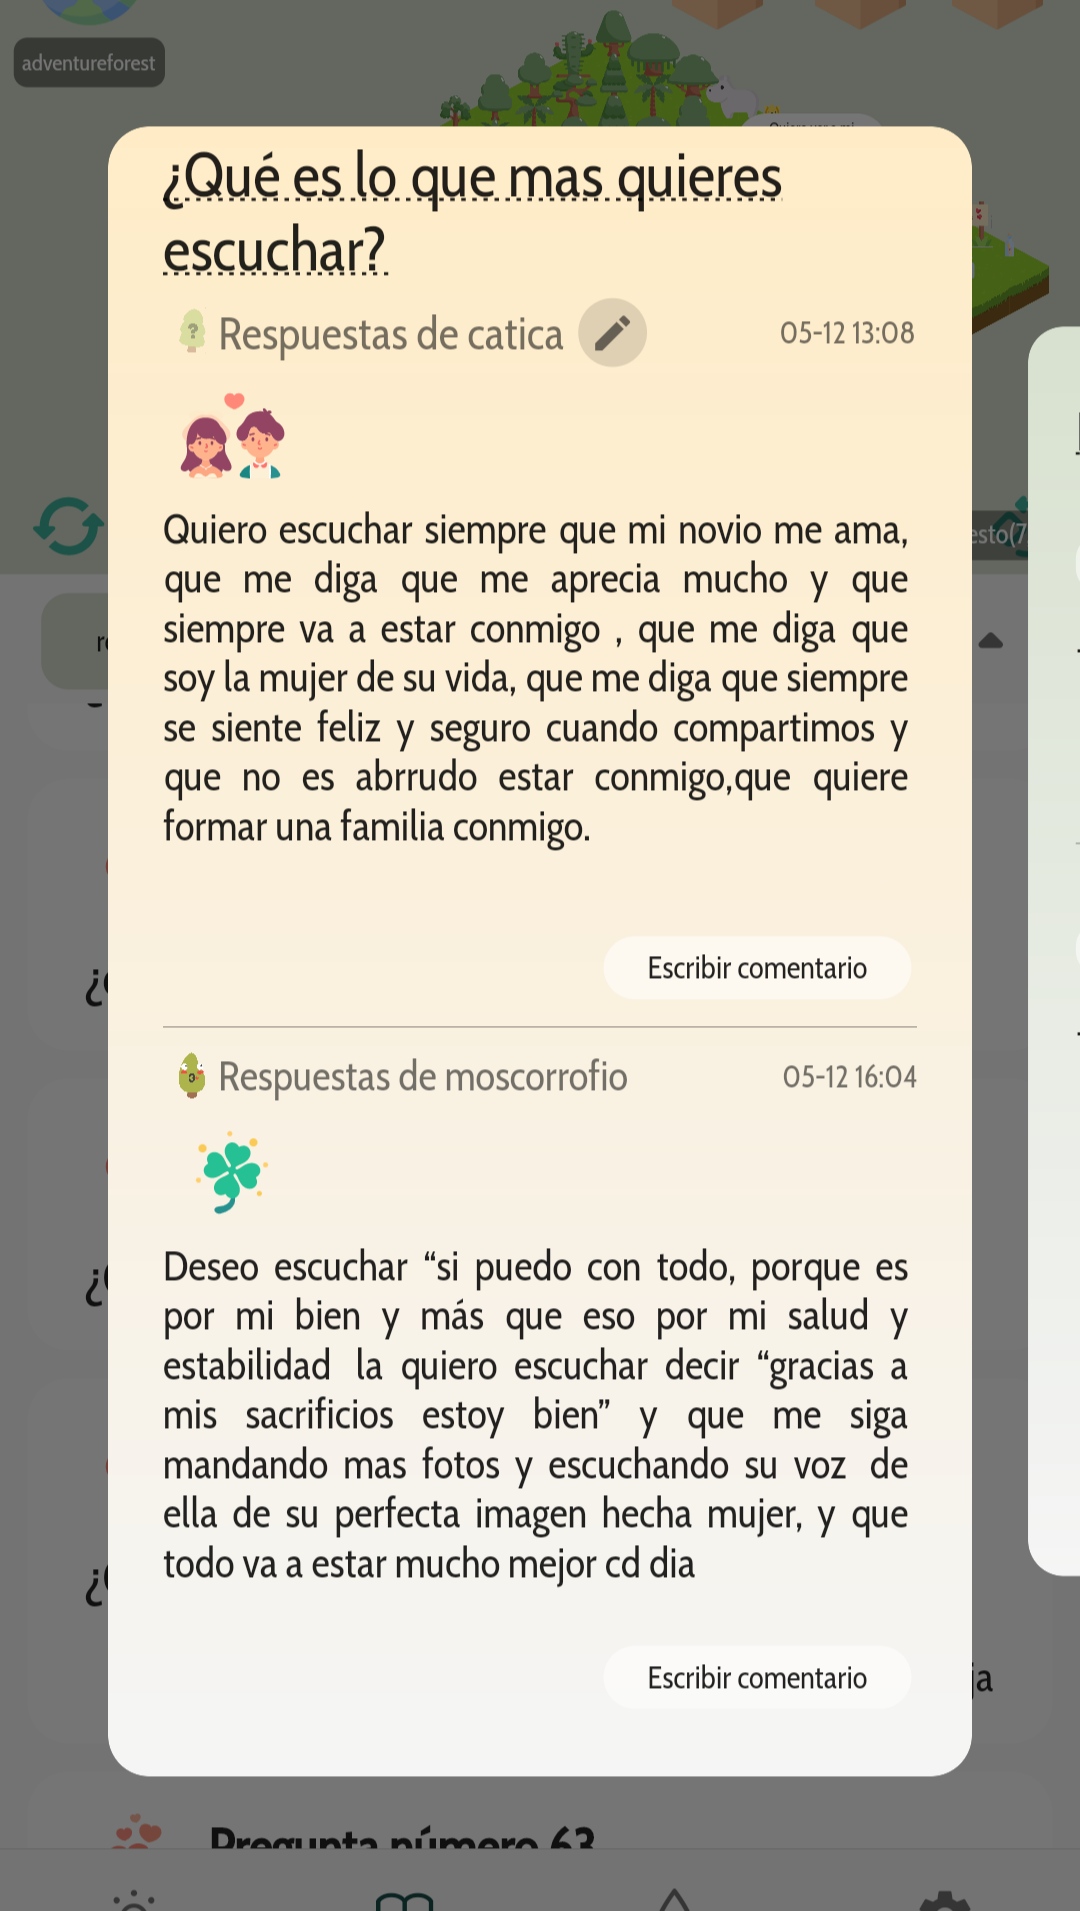 adventureforest
¿Qué es lo que mas quieres
escuchar?
Respuestas de catica
05-12 13:08
Quiero escuchar siempre que mi novio me ama,
que me diga que me aprecia mucho y que
siempre va a estar conmigo , que me diga que
soy la mujer de su vida, que me diga que siempre
se siente feliz y seguro cuando compartimos y
que no es abrrudo estar conmigo,que quiere
formar una familia conmigo.
Escribir comentario
Respuestas de moscorrofio
05-12 16:04
Deseo escuchar “si puedo con todo, porque es
por mi bien y más que eso por mi salud y
estabilidad la quiero escuchar decir “gracias a
mis sacrificios estoy bien” y que me siga
mandando mas fotos y escuchando su voz de
ella de su perfecta imagen hecha mujer, y que
todo va a estar mucho mejor cd dia
Escribir comentario
Pregunta número 63